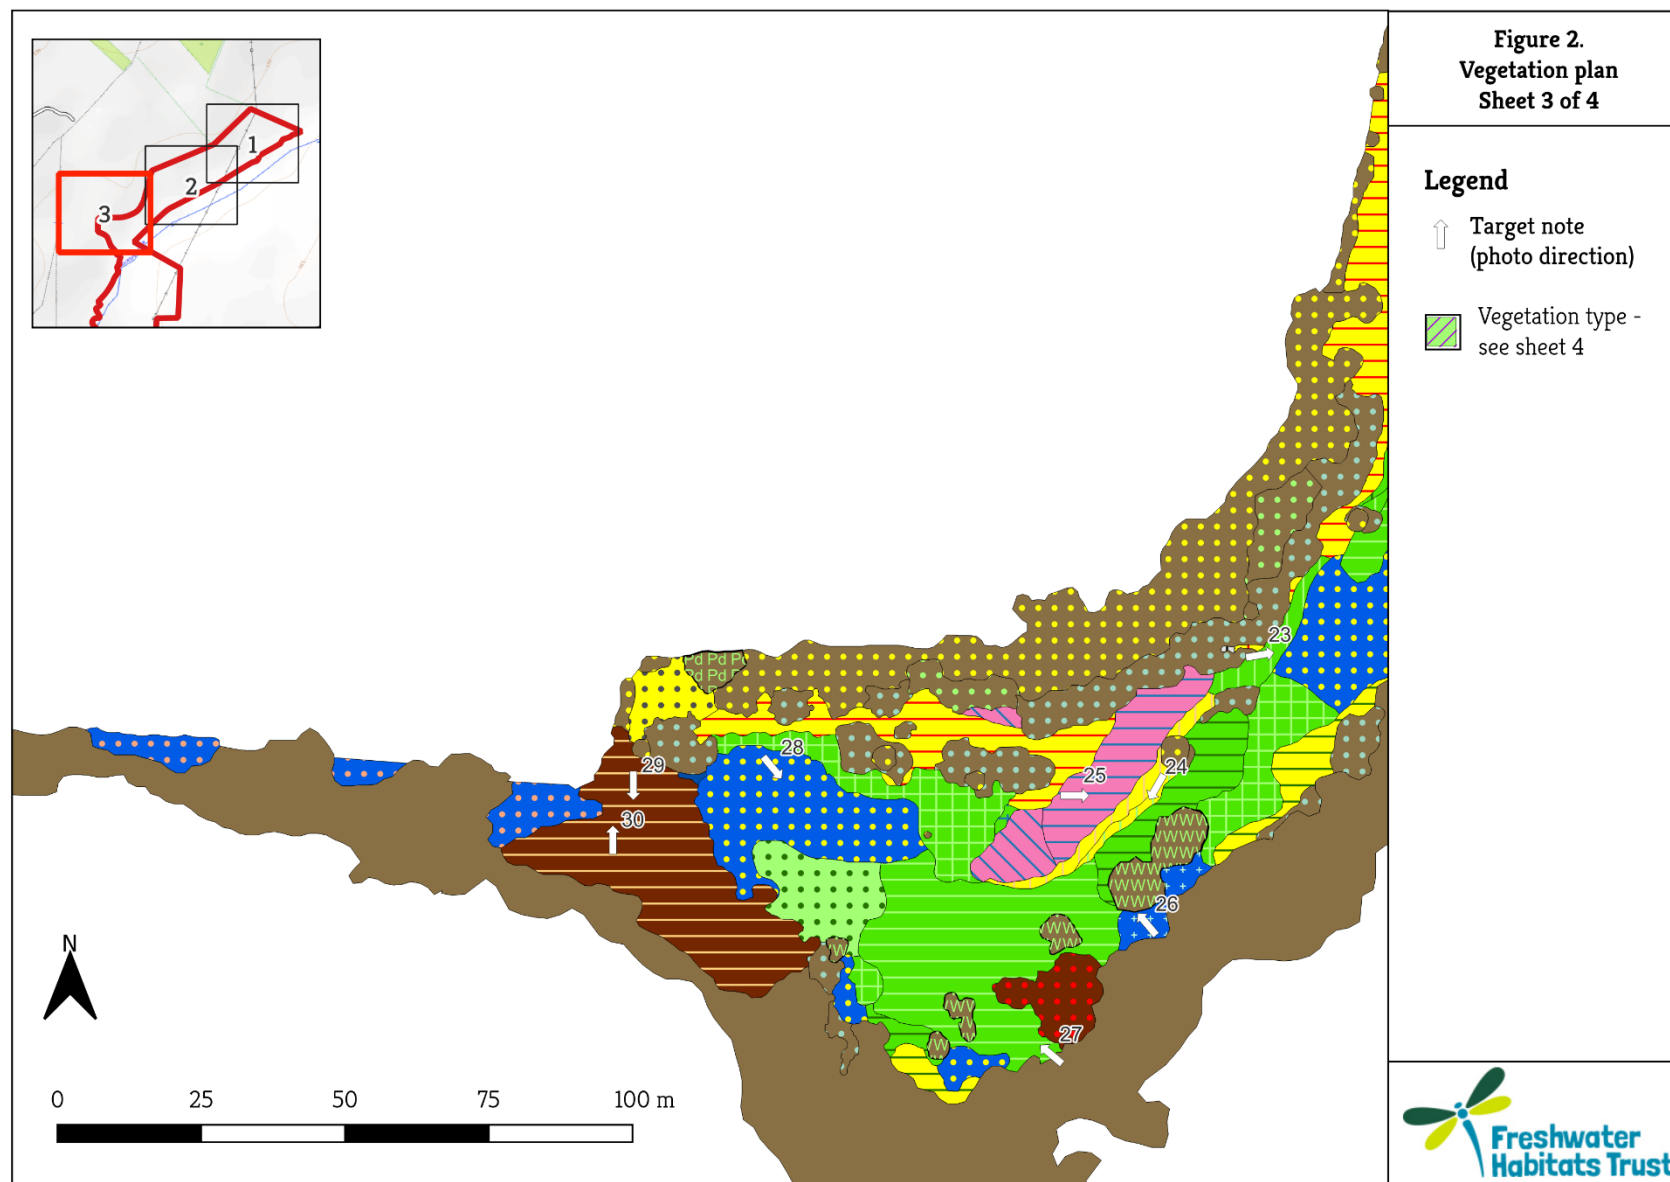 Figure 2.
Vegetation plan
Sheet 3 of 4
Legend
Target note
(photo direction)
Vegetation type -
see sheet 4
1
2
3
23
24
25
26
27
28
29
30
Pd Pd P
Pd Pd P
N
0 25 50 75 100 m
Freshwater
Habitats Trust